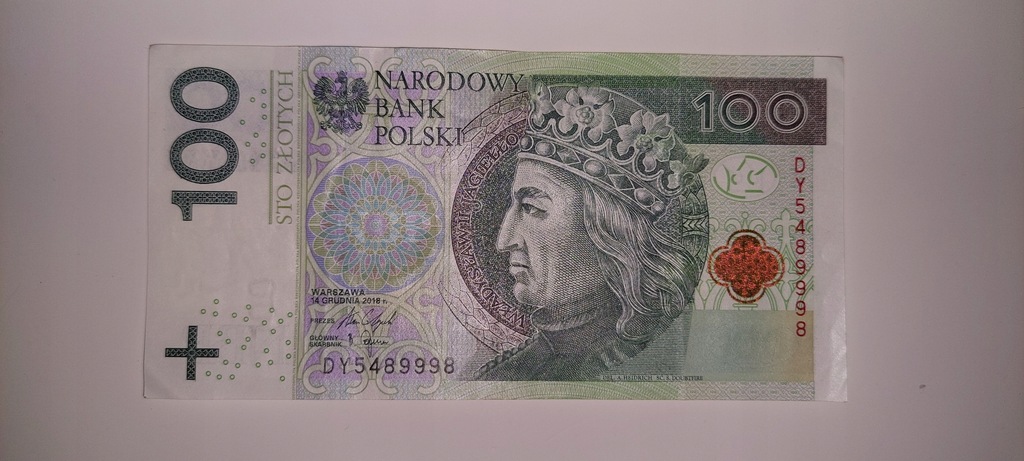 100
STO ZŁOTYCH
NARODOWY
BANK
POLSKI
100
WŁADYSŁAW II JAGIEŁŁO
DY5489998
WARSZAWA
14 GRUDNIA 2018 r.
PREZES
GŁÓWNY
SKARBNIK
DY5489998